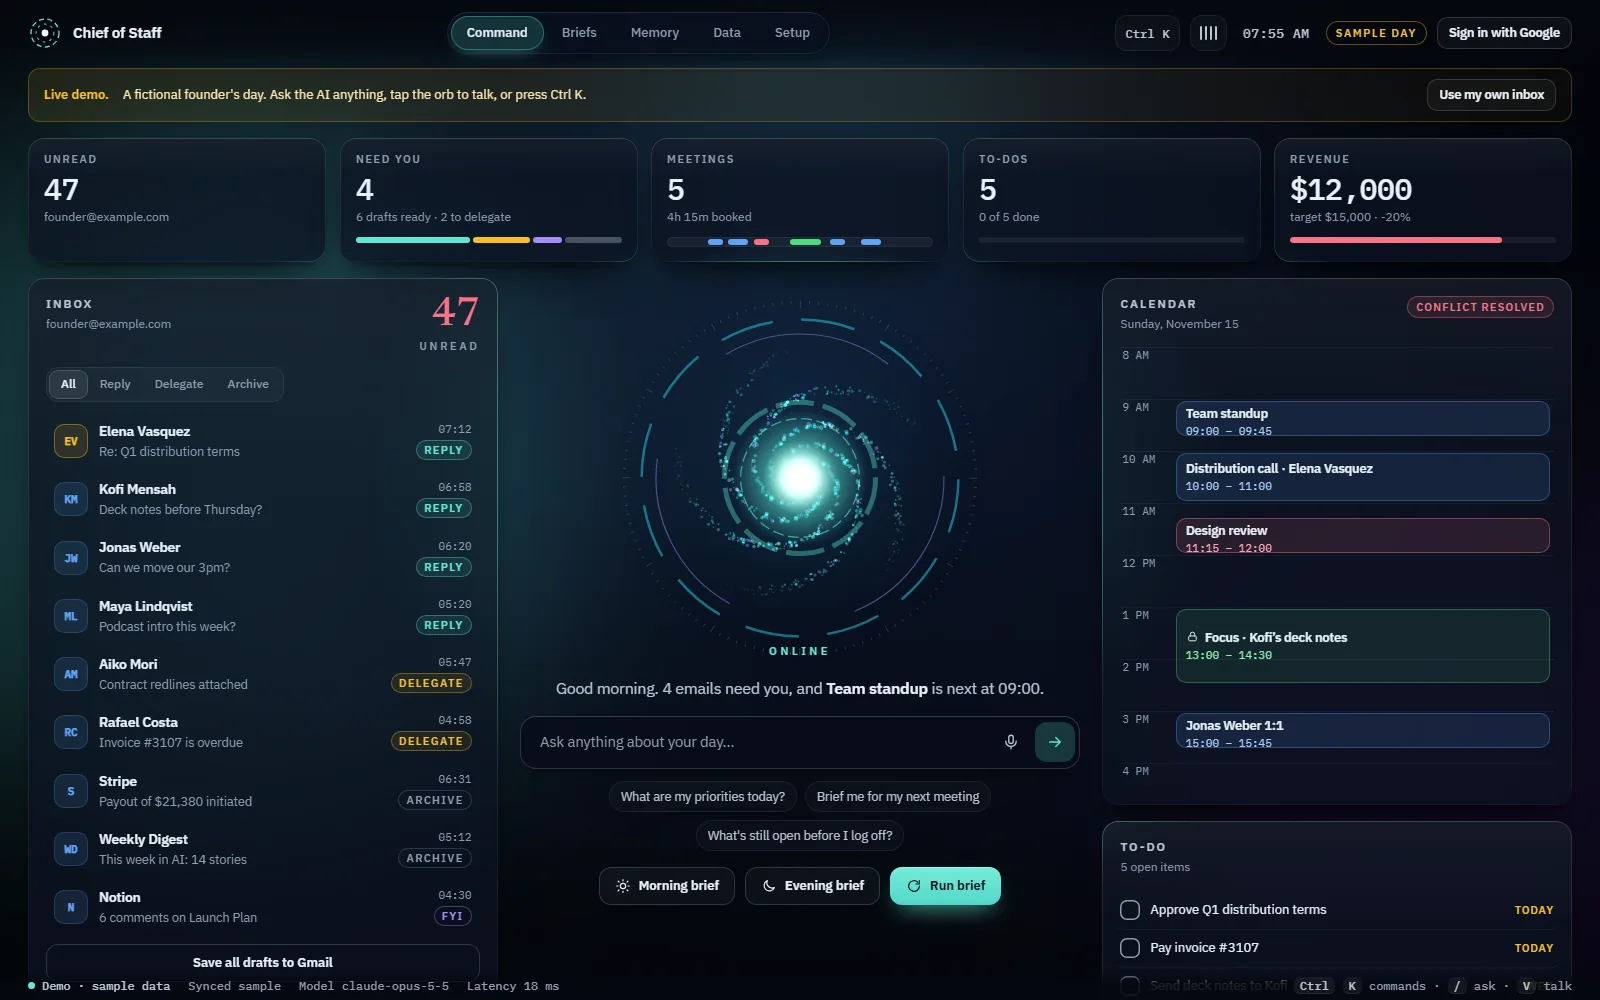 Chief of Staff
Command Briefs Memory Data Setup
Ctrl K
07:55 AM
SAMPLE DAY
Sign in with Google
Live demo. A fictional founder's day. Ask the AI anything, tap the orb to talk, or press Ctrl K.
Use my own inbox
UNREAD
47
founder@example.com
NEED YOU
4
6 drafts ready · 2 to delegate
MEETINGS
5
4h 15m booked
TO-DOS
5
0 of 5 done
REVENUE
$12,000
target $15,000 · -20%
INBOX
founder@example.com
47
UNREAD
All Reply Delegate Archive
EV Elena Vasquez 07:12
Re: Q1 distribution terms REPLY
KM Kofi Mensah 06:58
Deck notes before Thursday? REPLY
JW Jonas Weber 06:20
Can we move our 3pm? REPLY
ML Maya Lindqvist 05:20
Podcast intro this week? REPLY
AM Aiko Mori 05:47
Contract redlines attached DELEGATE
RC Rafael Costa 04:58
Invoice #3107 is overdue DELEGATE
S Stripe 06:31
Payout of $21,380 initiated ARCHIVE
WD Weekly Digest 05:12
This week in AI: 14 stories ARCHIVE
N Notion 04:30
6 comments on Launch Plan FYI
Save all drafts to Gmail
ONLINE
Good morning. 4 emails need you, and Team standup is next at 09:00.
Ask anything about your day...
What are my priorities today?
Brief me for my next meeting
What's still open before I log off?
Morning brief
Evening brief
Run brief
CALENDAR
Sunday, November 15
CONFLICT RESOLVED
8 AM
9 AM
Team standup
09:00 – 09:45
10 AM
Distribution call · Elena Vasquez
10:00 – 11:00
11 AM
Design review
11:15 – 12:00
12 PM
1 PM
Focus · Kofi's deck notes
13:00 – 14:30
2 PM
3 PM
Jonas Weber 1:1
15:00 – 15:45
4 PM
TO-DO
5 open items
Approve Q1 distribution terms TODAY
Pay invoice #3107 TODAY
Send deck notes to Kofi
Demo · sample data Synced sample Model claude-opus-5-5 Latency 18 ms
Ctrl K commands · / ask · V talk